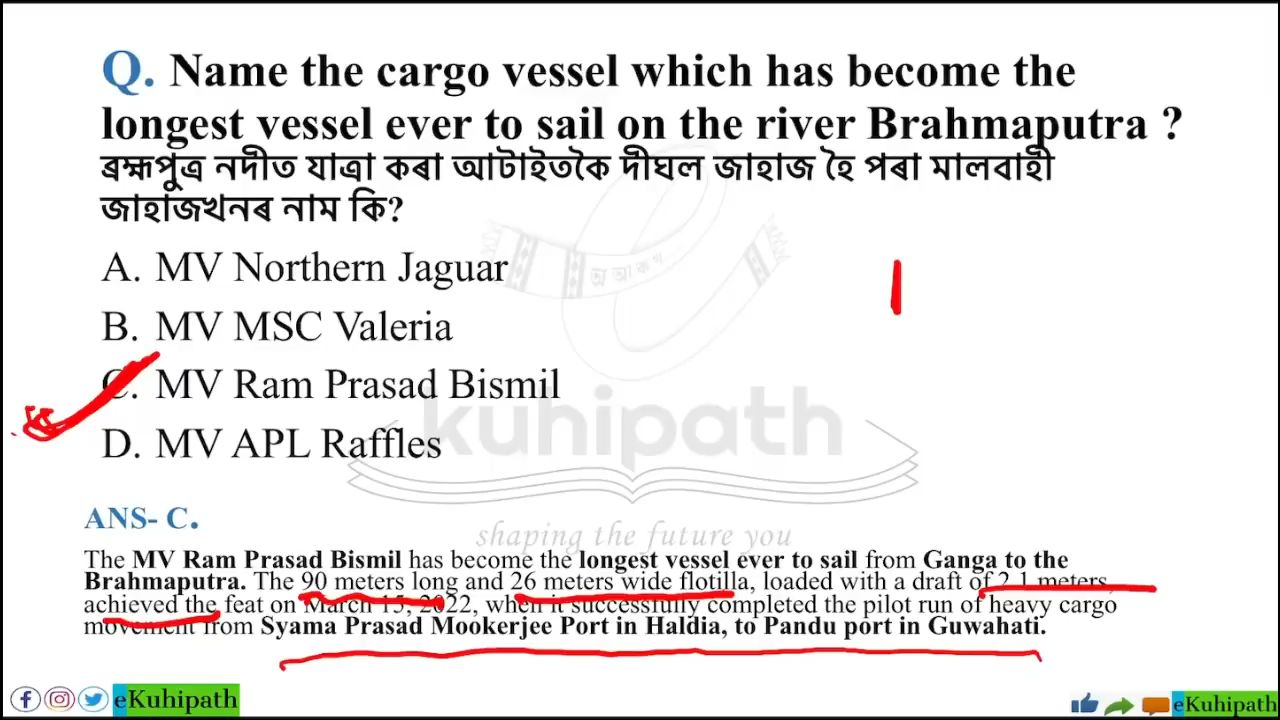 Q. Name the cargo vessel which has become the
longest vessel ever to sail on the river Brahmaputra ?
ব্ৰহ্মপুত্ৰ নদীত যাত্ৰা কৰা আটাইতকৈ দীঘল জাহাজ হৈ পৰা মালবাহী
জাহাজখনৰ নাম কি?
A. MV Northern Jaguar
B. MV MSC Valeria
C. MV Ram Prasad Bismil
D. MV APL Raffles
অ আ ক খ
kuhipath
shaping the future you
ANS- C.
The MV Ram Prasad Bismil has become the longest vessel ever to sail from Ganga to the
Brahmaputra. The 90 meters long and 26 meters wide flotilla, loaded with a draft of 2.1 meters,
achieved the feat on March 15, 2022, when it successfully completed the pilot run of heavy cargo
movement from Syama Prasad Mookerjee Port in Haldia, to Pandu port in Guwahati.
eKuhipath
eKuhipath